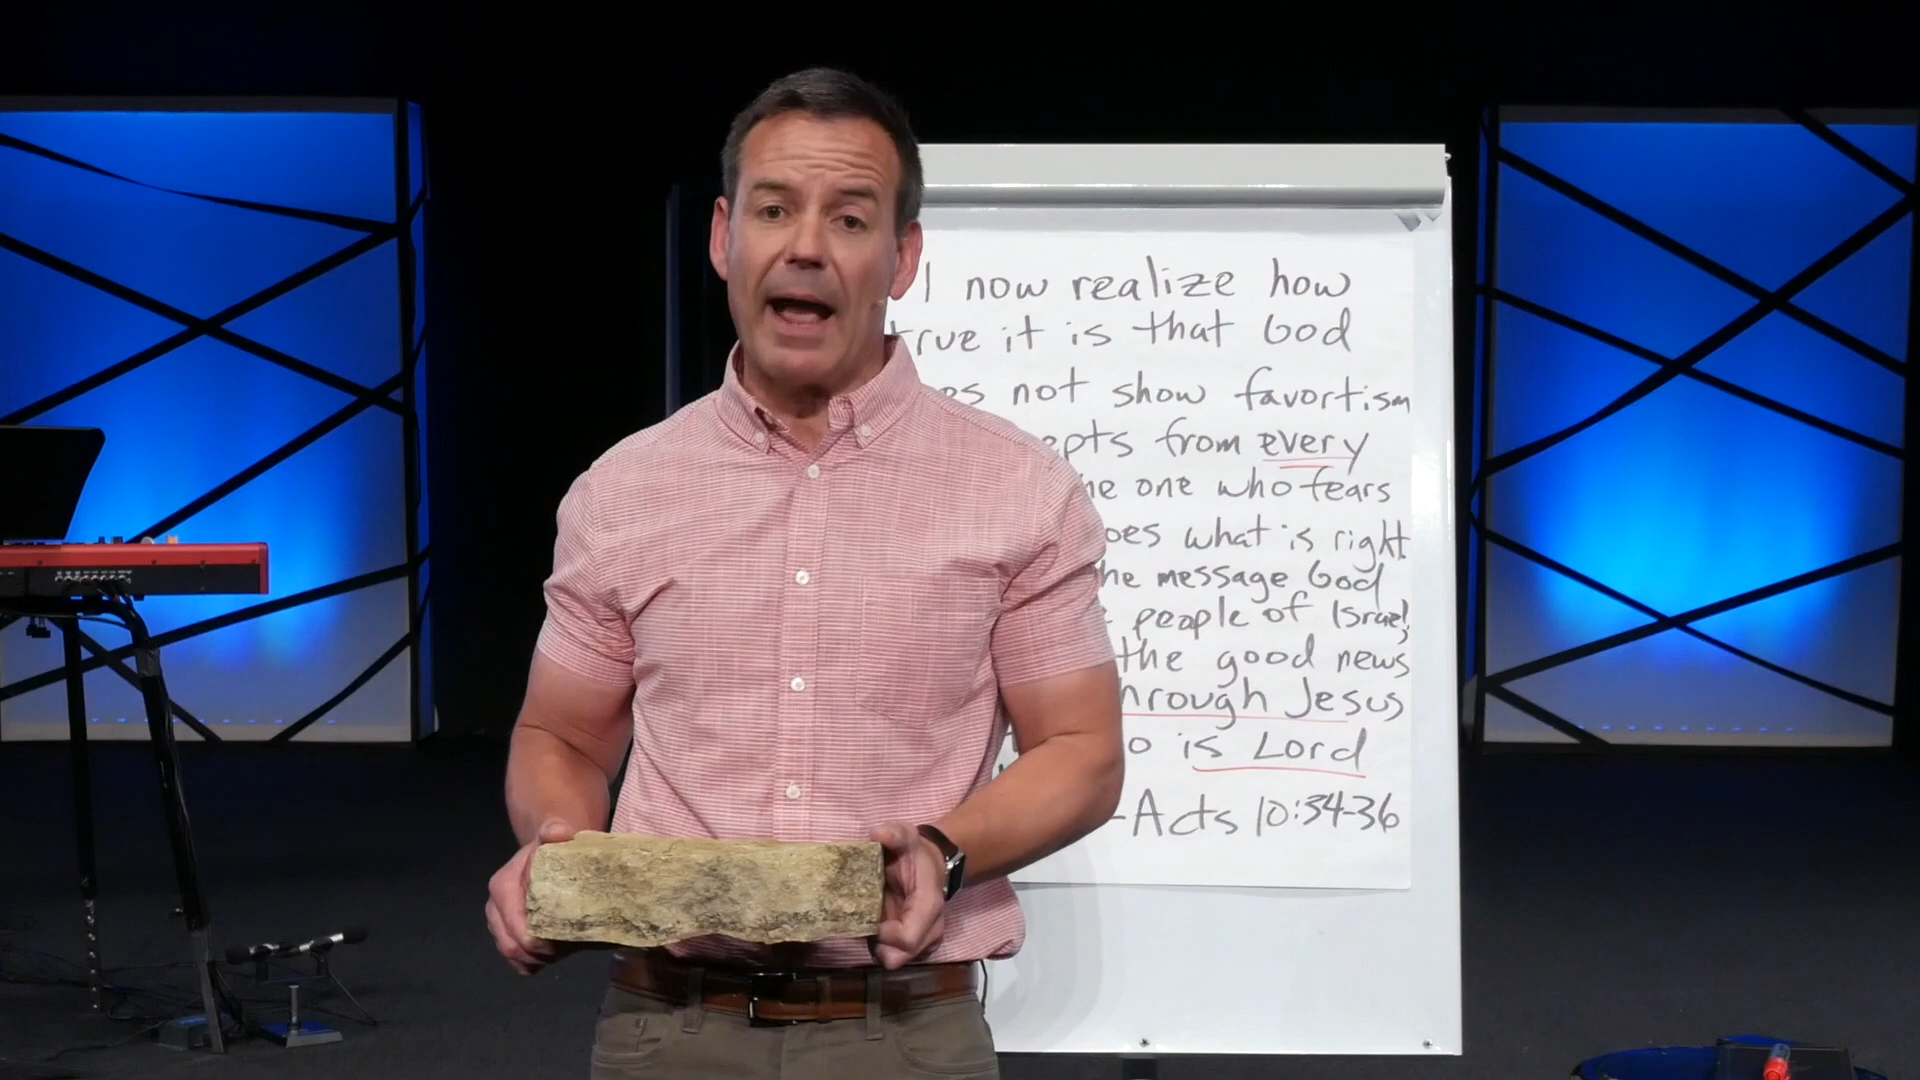 I now realize how
true it is that God
not show favortism
from every
one who fears
what is right
message God
people of Israel,
the good news
through Jesus
is Lord
-Acts 10:34-36